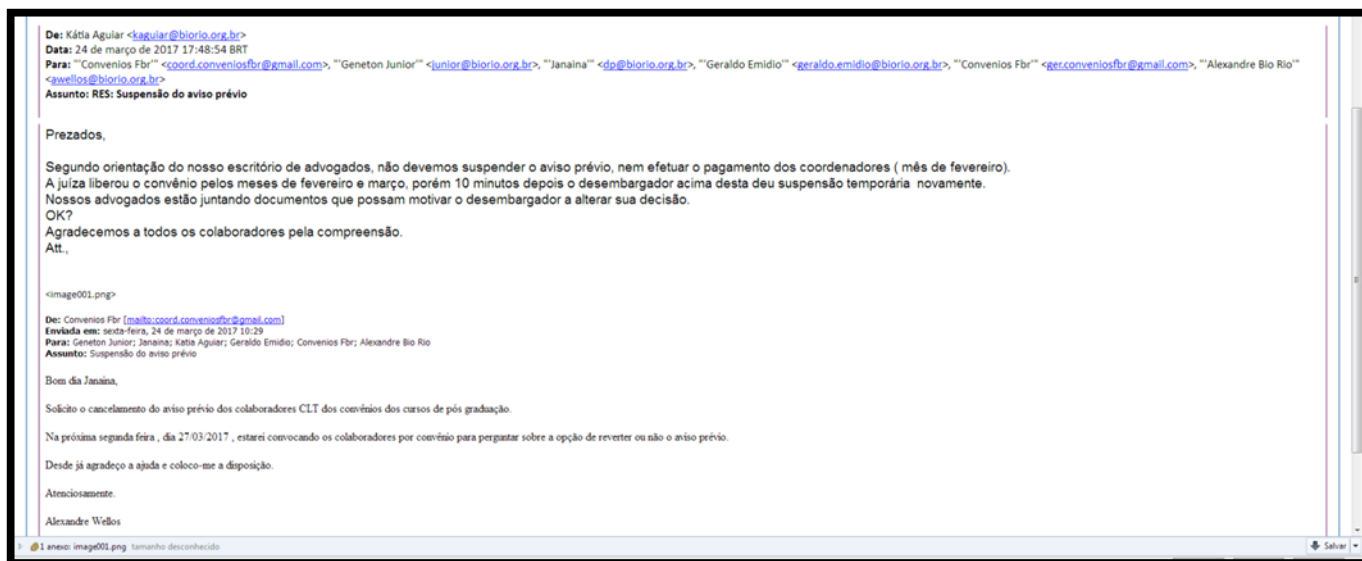 De: Kátia Aguiar <kaguiar@biorio.org.br>
Data: 24 de março de 2017 17:48:54 BRT
Para: "'Convenios Fbr'" <coord.conveniosfbr@gmail.com>, "'Geneton Junior'" <junior@biorio.org.br>, "'Janaina'" <dp@biorio.org.br>, "'Geraldo Emidio'" <geraldo.emidio@biorio.org.br>, "'Convenios Fbr'" <ger.conveniosfbr@gmail.com>, "'Alexandre Bio Rio'"
<awellos@biorio.org.br>
Assunto: RES: Suspensão do aviso prévio
Prezados,
Segundo orientação do nosso escritório de advogados, não devemos suspender o aviso prévio, nem efetuar o pagamento dos coordenadores ( mês de fevereiro).
A juíza liberou o convênio pelos meses de fevereiro e março, porém 10 minutos depois o desembargador acima desta deu suspensão temporária novamente.
Nossos advogados estão juntando documentos que possam motivar o desembargador a alterar sua decisão.
OK?
Agradecemos a todos os colaboradores pela compreensão.
Att.,
<image001.png>
De: Convenios Fbr [mailto:coord.conveniosfbr@gmail.com]
Enviada em: sexta-feira, 24 de março de 2017 10:29
Para: Geneton Junior; Janaina; Katia Aguiar; Geraldo Emidio; Convenios Fbr; Alexandre Bio Rio
Assunto: Suspensão do aviso prévio
Bom dia Janaina,
Solicito o cancelamento do aviso prévio dos colaboradores CLT dos convênios dos cursos de pós graduação.
Na próxima segunda feira , dia 27/03/2017 , estarei convocando os colaboradores por convênio para perguntar sobre a opção de reverter ou não o aviso prévio.
Desde já agradeço a ajuda e coloco-me a disposição.
Atenciosamente.
Alexandre Wellos
1 anexo: image001.png tamanho desconhecido
Salvar